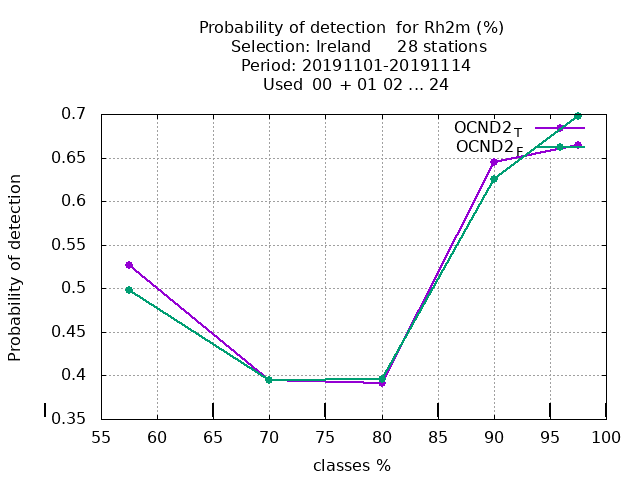 Probability of detection  for Rh2m (%)
Selection: Ireland     28 stations
Period: 20191101-20191114
Used  00  + 01 02 ... 24
OCND2T
OCND2F
0.7
0.65
0.6
0.55
0.5
0.45
0.4
0.35
Probability of detection
55 60 65 70 75 80 85 90 95 100
classes %